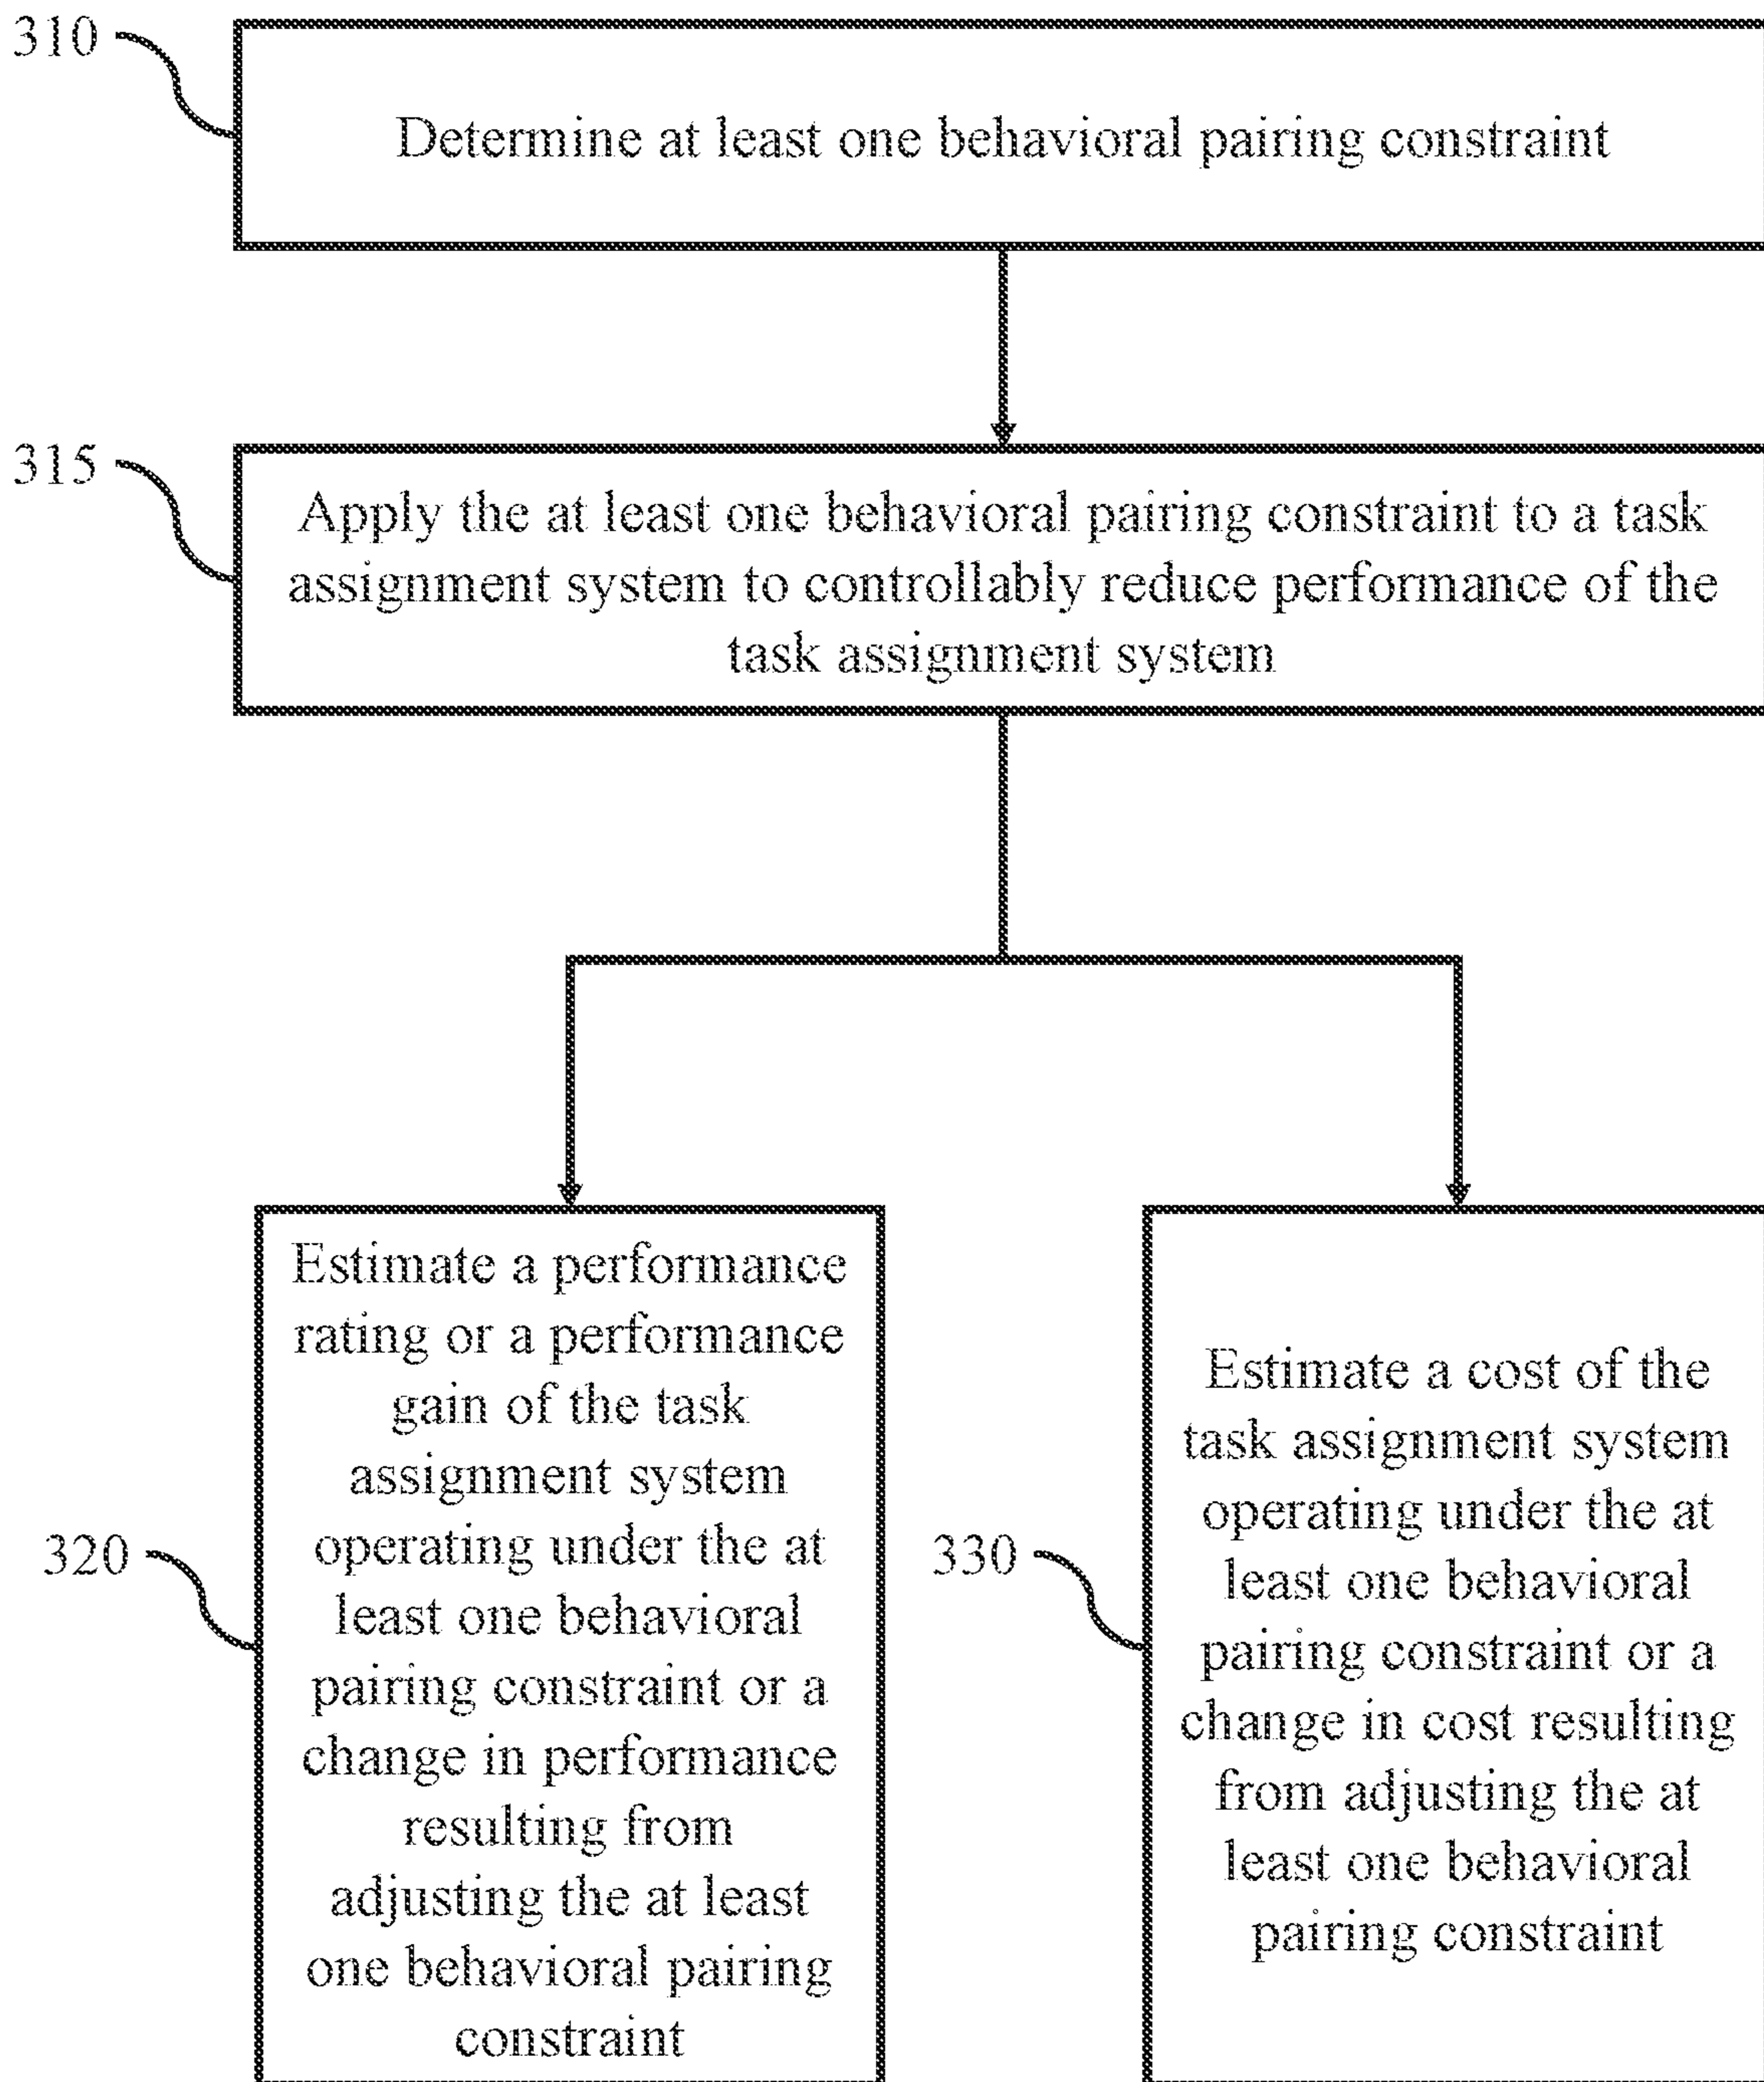 310
Determine at least one behavioral pairing constraint
315
Apply the at least one behavioral pairing constraint to a task
assignment system to controllably reduce performance of the
task assignment system
320
Estimate a performance
rating or a performance
gain of the task
assignment system
operating under the at
least one behavioral
pairing constraint or a
change in performance
resulting from
adjusting the at least
one behavioral pairing
constraint
330
Estimate a cost of the
task assignment system
operating under the at
least one behavioral
pairing constraint or a
change in cost resulting
from adjusting the at
least one behavioral
pairing constraint